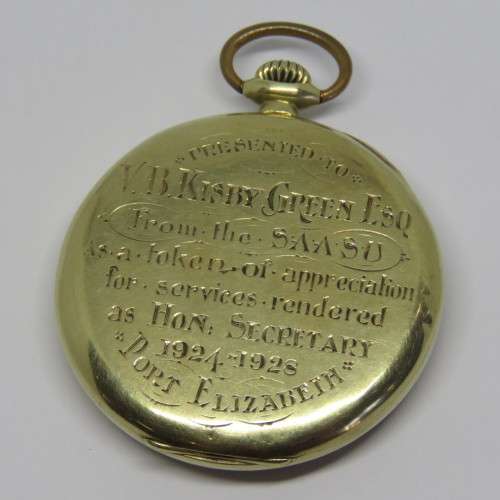 PRESENTED TO
V.B. KISBY GREEN ESQ
From the S.A.A.S.U
as a token of appreciation
for services rendered
as HON: SECRETARY
1924-1928
PORT ELIZABETH